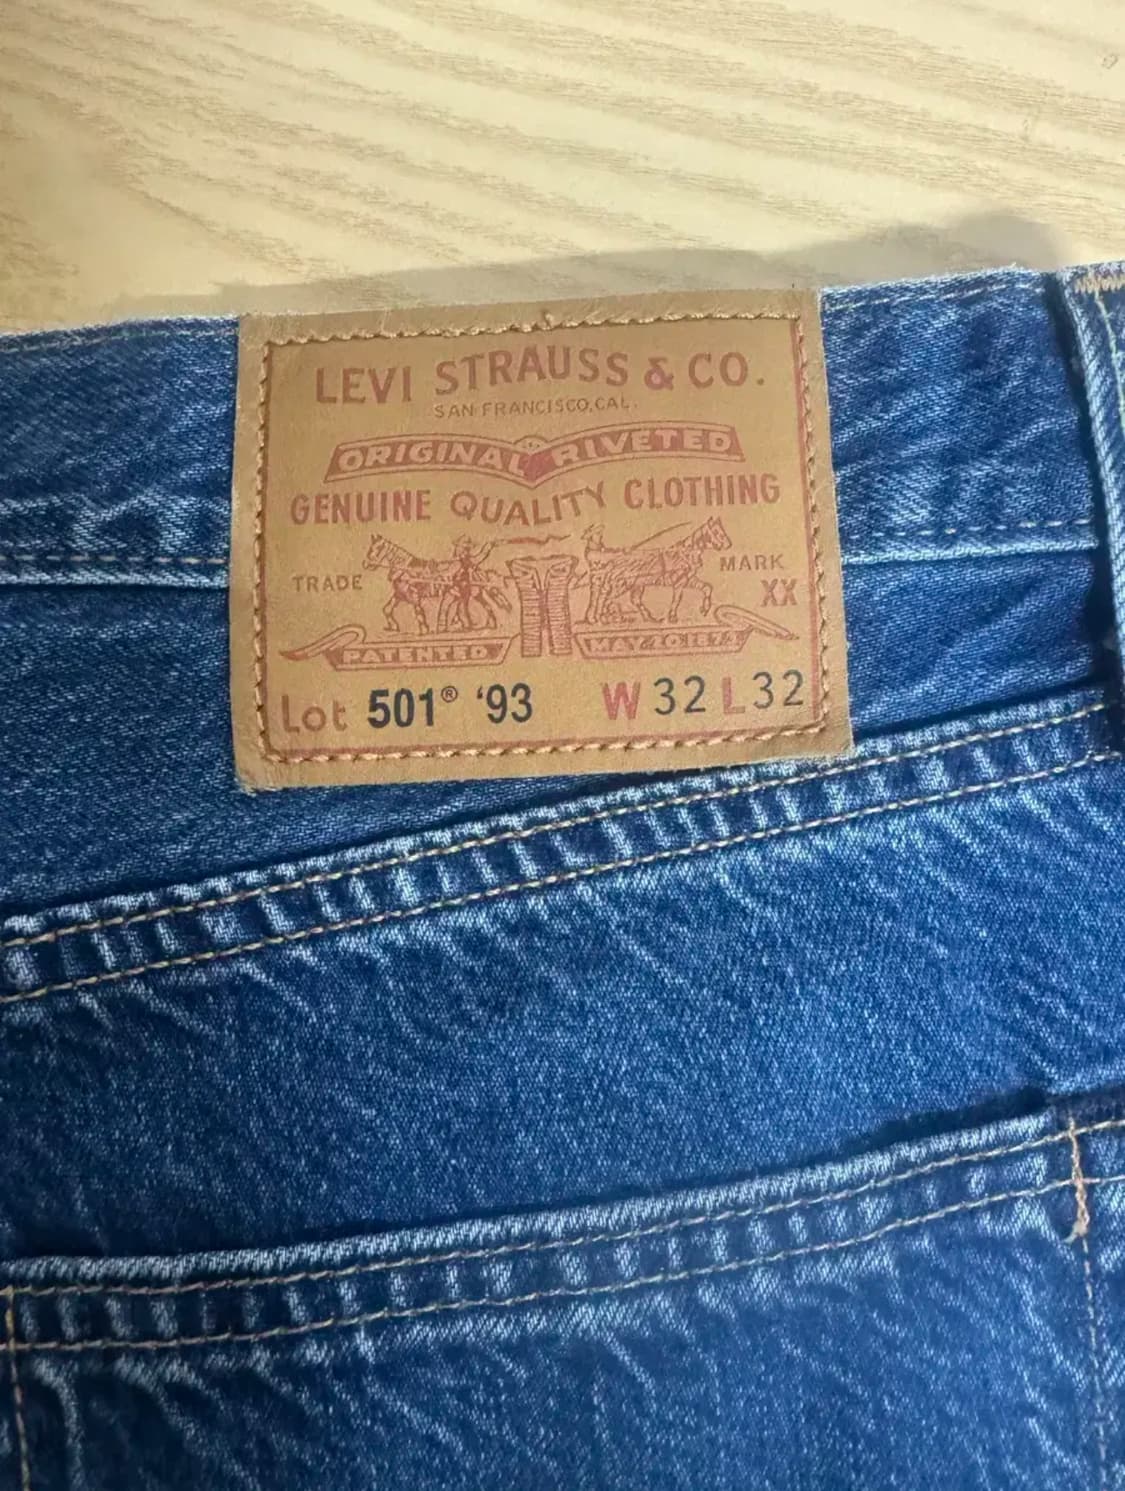 LEVI STRAUSS & CO.
SAN FRANCISCO, CAL.
ORIGINAL RIVETED
GENUINE QUALITY CLOTHING
TRADE MARK
XX
PATENTED MAY 20 1873
Lot 501® ‘93 W 32 L 32